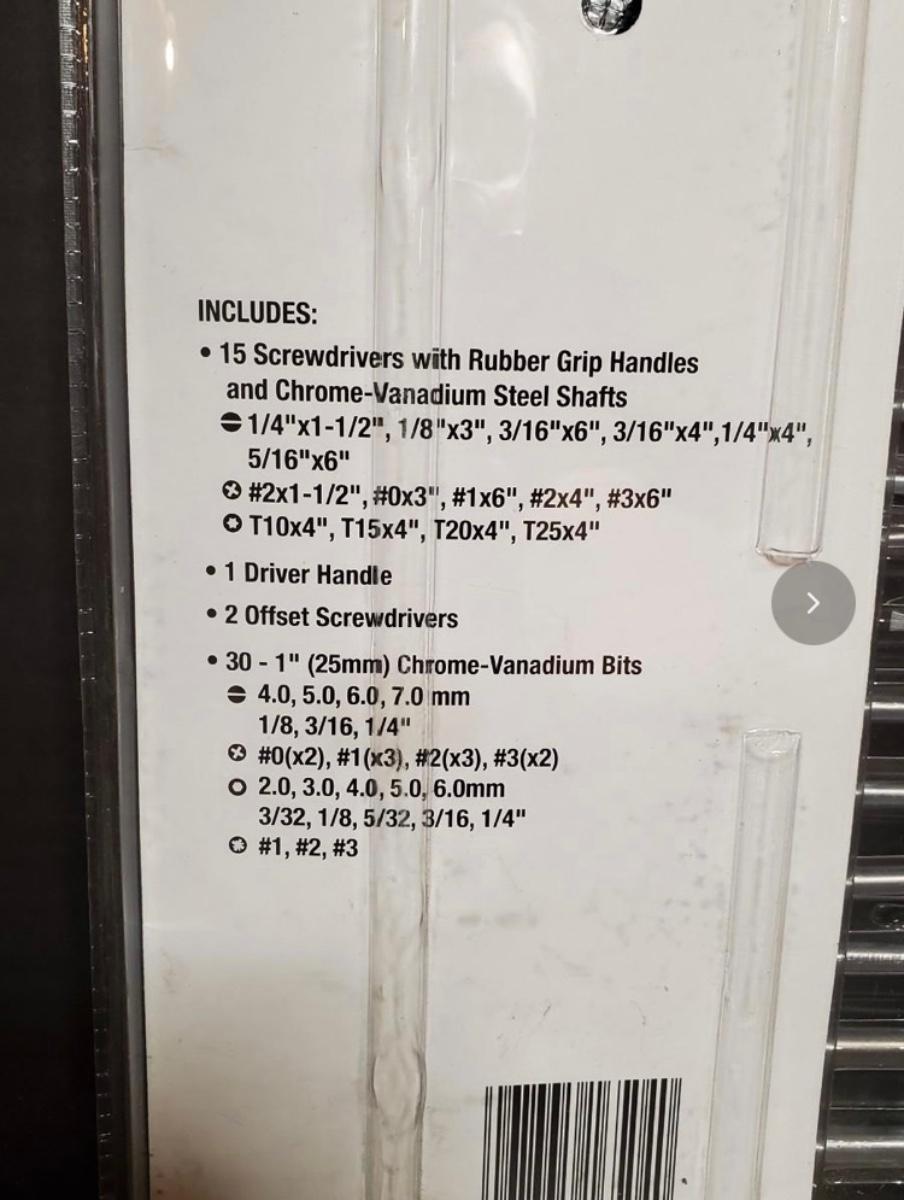 INCLUDES:
• 15 Screwdrivers with Rubber Grip Handles
and Chrome-Vanadium Steel Shafts
1/4"x1-1/2", 1/8"x3", 3/16"x6", 3/16"x4",1/4"x4",
5/16"x6"
#2x1-1/2", #0x3", #1x6", #2x4", #3x6"
T10x4", T15x4", T20x4", T25x4"
• 1 Driver Handle
• 2 Offset Screwdrivers
• 30 - 1" (25mm) Chrome-Vanadium Bits
4.0, 5.0, 6.0, 7.0 mm
1/8, 3/16, 1/4"
#0(x2), #1(x3), #2(x3), #3(x2)
2.0, 3.0, 4.0, 5.0, 6.0mm
3/32, 1/8, 5/32, 3/16, 1/4"
#1, #2, #3